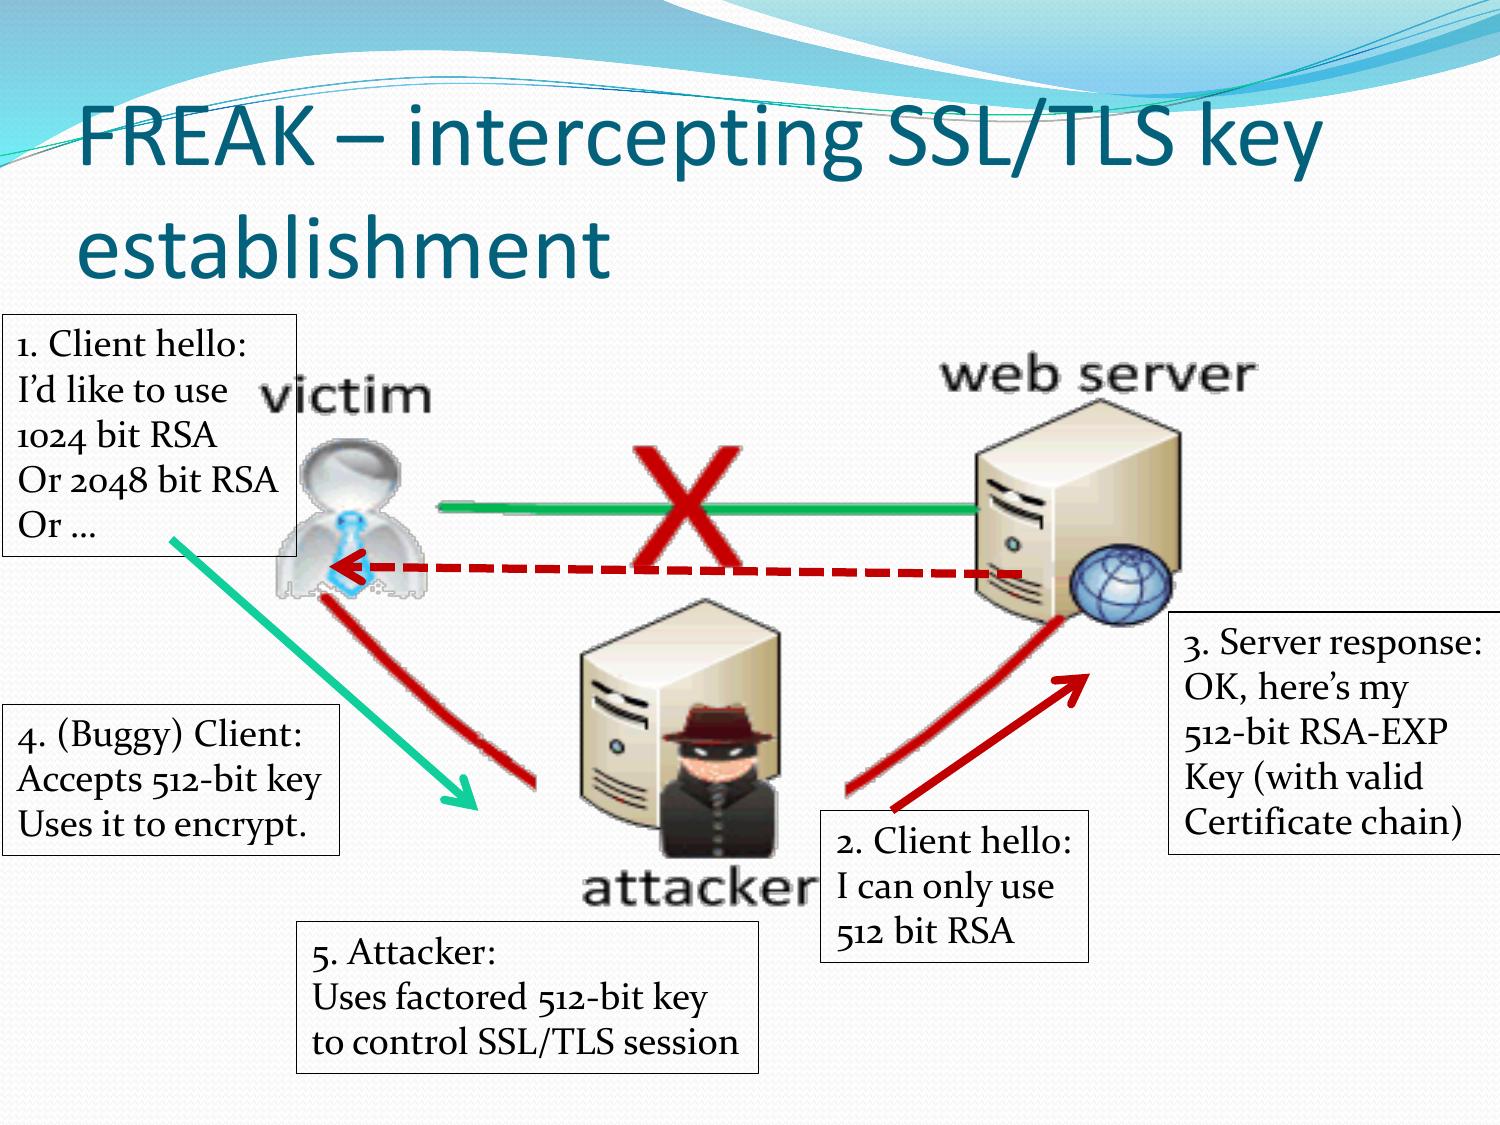 FREAK – intercepting SSL/TLS key
establishment
1. Client hello:
I’d like to use
1024 bit RSA
Or 2048 bit RSA
Or ...
victim
web server
3. Server response:
OK, here’s my
512-bit RSA-EXP
Key (with valid
Certificate chain)
4. (Buggy) Client:
Accepts 512-bit key
Uses it to encrypt.
attacker
2. Client hello:
I can only use
512 bit RSA
5. Attacker:
Uses factored 512-bit key
to control SSL/TLS session